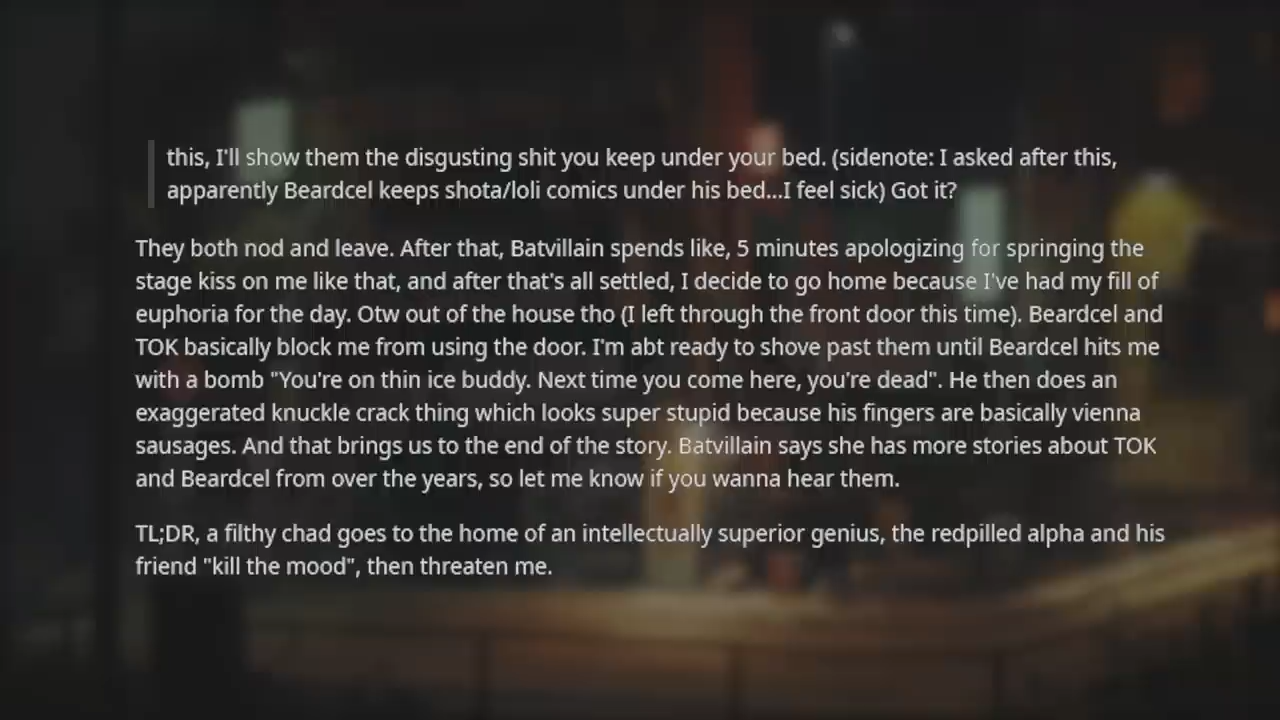 this, I'll show them the disgusting shit you keep under your bed. (sidenote: I asked after this,
apparently Beardcel keeps shota/loli comics under his bed...I feel sick) Got it?
They both nod and leave. After that, Batvillain spends like, 5 minutes apologizing for springing the
stage kiss on me like that, and after that's all settled, I decide to go home because I've had my fill of
euphoria for the day. Otw out of the house tho (I left through the front door this time). Beardcel and
TOK basically block me from using the door. I'm abt ready to shove past them until Beardcel hits me
with a bomb "You're on thin ice buddy. Next time you come here, you're dead". He then does an
exaggerated knuckle crack thing which looks super stupid because his fingers are basically vienna
sausages. And that brings us to the end of the story. Batvillain says she has more stories about TOK
and Beardcel from over the years, so let me know if you wanna hear them.
TL;DR, a filthy chad goes to the home of an intellectually superior genius, the redpilled alpha and his
friend "kill the mood", then threaten me.